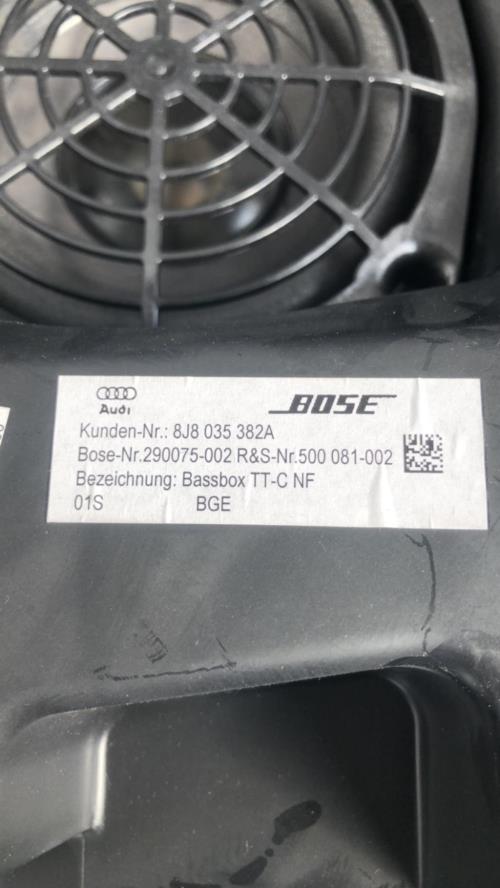 Audi BOSE
Kunden-Nr.: 8J8 035 382A
Bose-Nr.290075-002 R&S-Nr.500 081-002
Bezeichnung: Bassbox TT-C NF
01S BGE